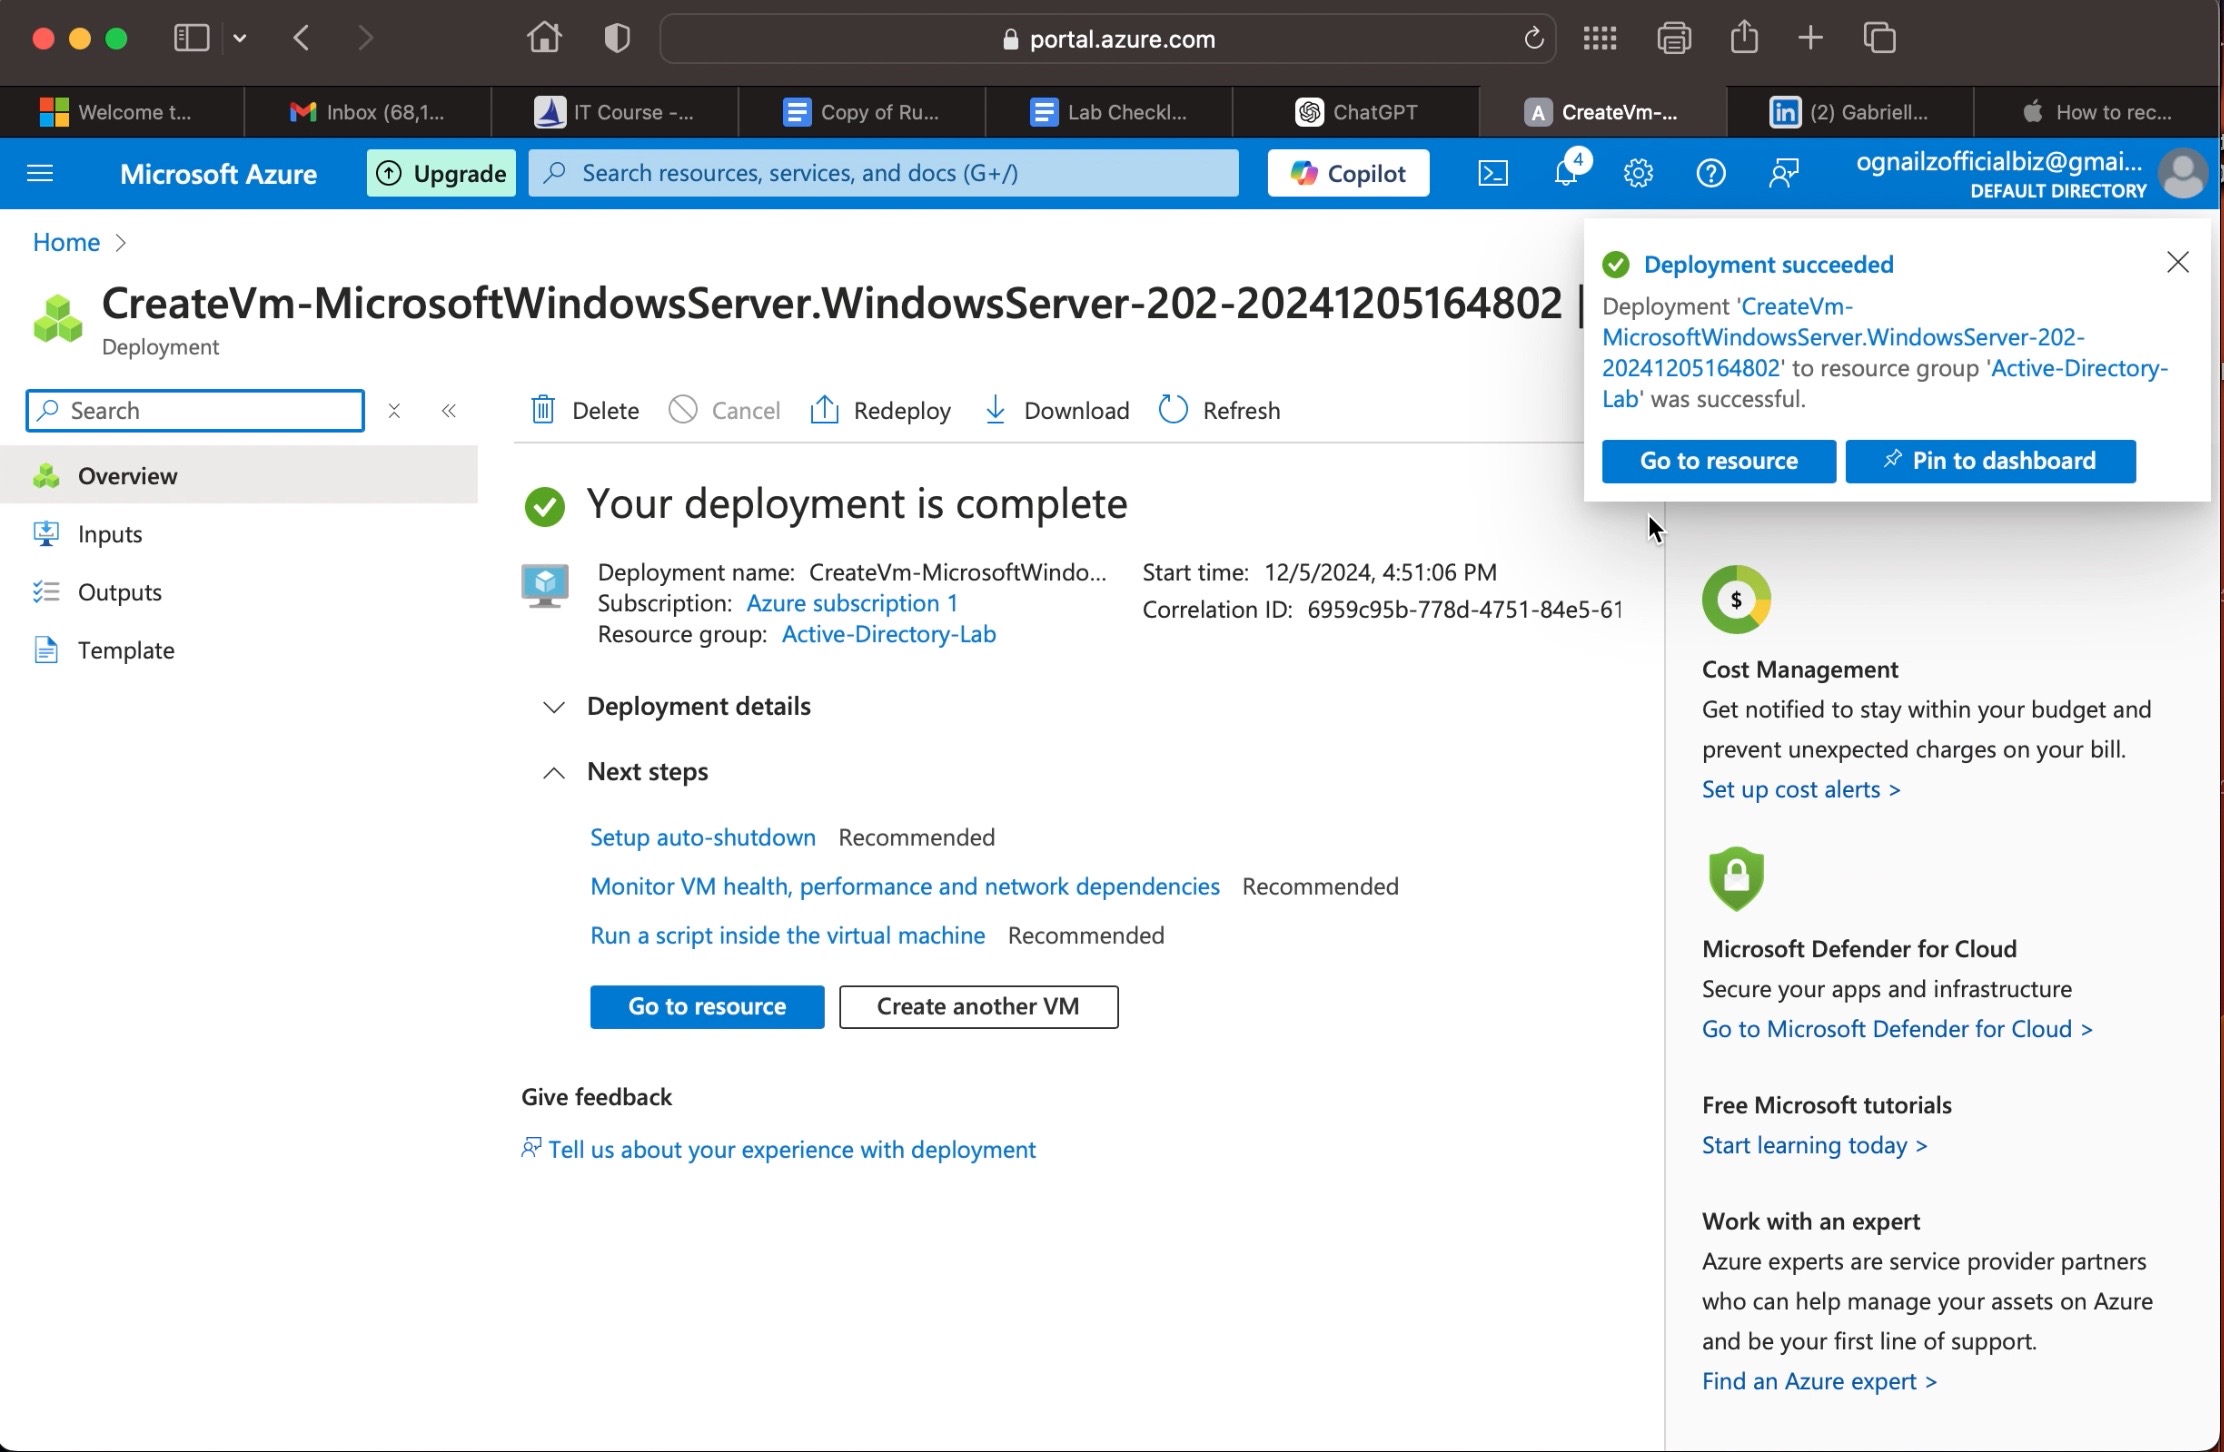 portal.azure.com
Welcome t...
Inbox (68,1...
IT Course -...
Copy of Ru...
Lab Checkl...
ChatGPT
A CreateVm-...
in (2) Gabriell...
How to rec...
Microsoft Azure
Upgrade
Search resources, services, and docs (G+/)
Copilot
4
ognailzofficialbiz@gmai...
DEFAULT DIRECTORY
Home >
CreateVm-MicrosoftWindowsServer.WindowsServer-202-20241205164802 |
Deployment
Deployment succeeded
Deployment 'CreateVm-
MicrosoftWindowsServer.WindowsServer-202-
20241205164802' to resource group 'Active-Directory-
Lab' was successful.
Go to resource
Pin to dashboard
Search
Overview
Inputs
Outputs
Template
Delete
Cancel
Redeploy
Download
Refresh
Your deployment is complete
Deployment name: CreateVm-MicrosoftWindo...
Subscription: Azure subscription 1
Resource group: Active-Directory-Lab
Start time: 12/5/2024, 4:51:06 PM
Correlation ID: 6959c95b-778d-4751-84e5-61
Deployment details
Next steps
Setup auto-shutdown Recommended
Monitor VM health, performance and network dependencies Recommended
Run a script inside the virtual machine Recommended
Go to resource
Create another VM
Give feedback
Tell us about your experience with deployment
$
Cost Management
Get notified to stay within your budget and
prevent unexpected charges on your bill.
Set up cost alerts >
Microsoft Defender for Cloud
Secure your apps and infrastructure
Go to Microsoft Defender for Cloud >
Free Microsoft tutorials
Start learning today >
Work with an expert
Azure experts are service provider partners
who can help manage your assets on Azure
and be your first line of support.
Find an Azure expert >